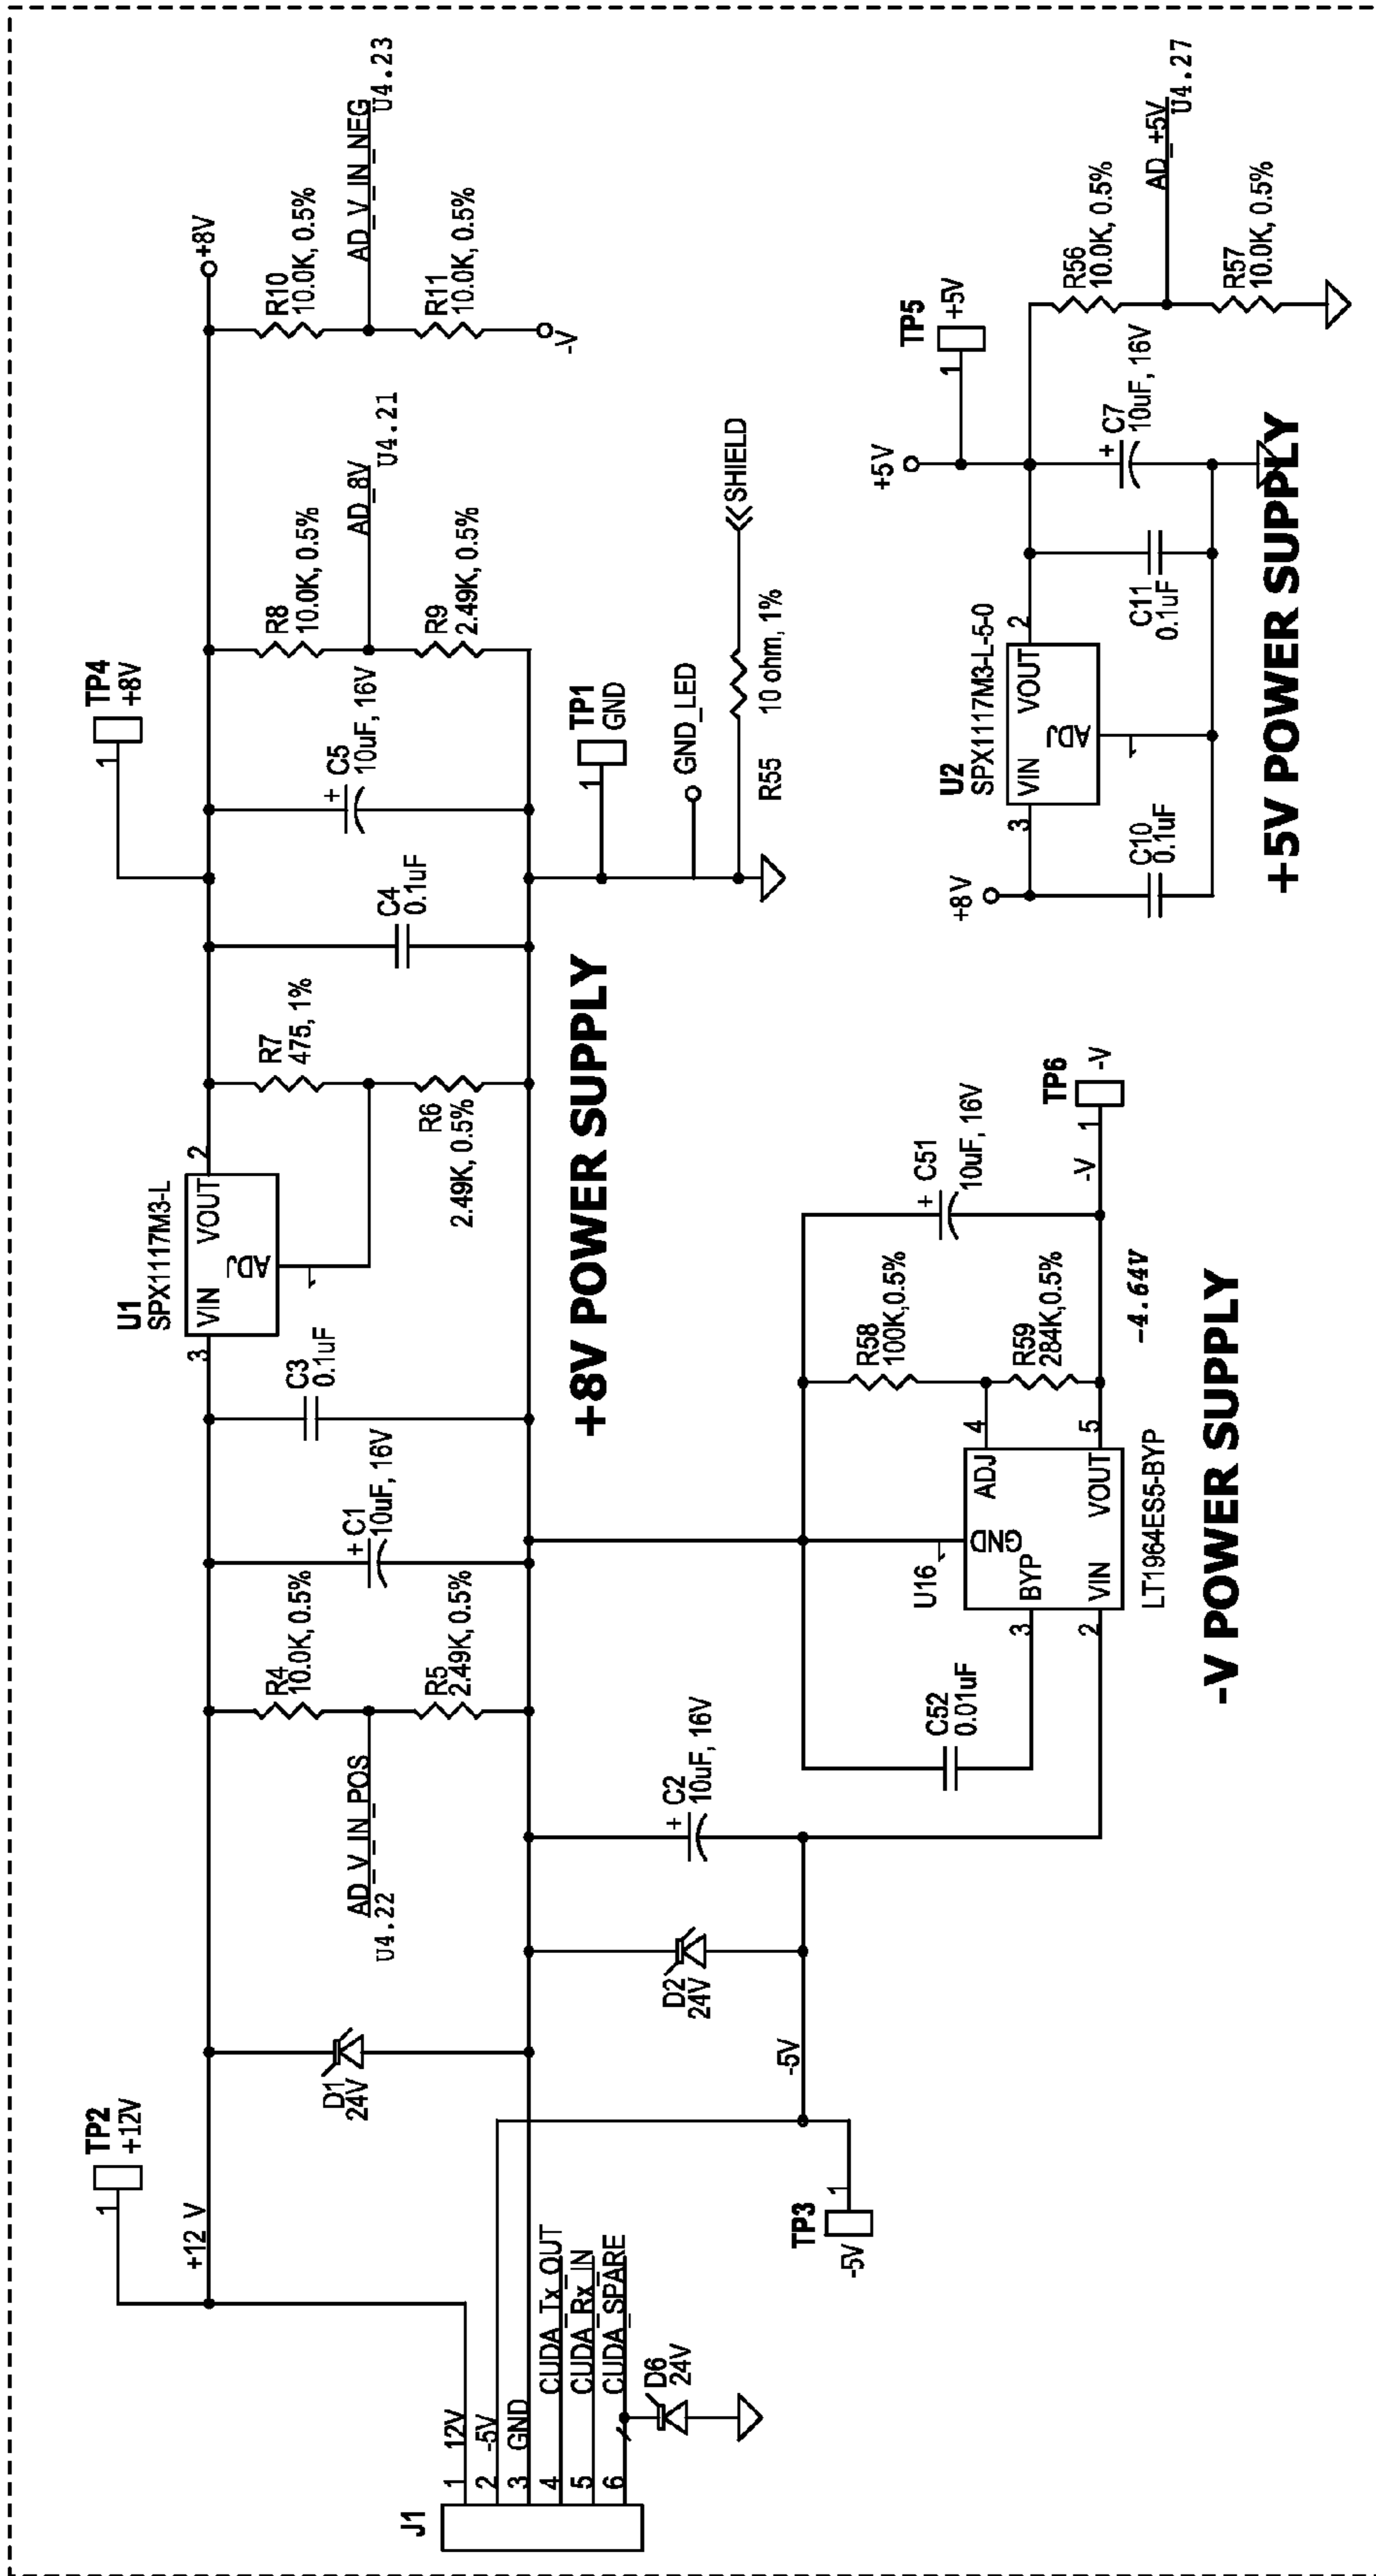 J1
1 12V
2 -5V
3 GND
4 CUDA_Tx_OUT
5 CUDA_Rx_IN
6 CUDA_SPARE
D6
24V
TP2
+12V
1
+12 V
D1
24V
TP3
-5V
1
-5V
D2
24V
AD_V_IN_POS
U4.22
R4
10.0K, 0.5%
R5
2.49K, 0.5%
C1
+
10uF, 16V
C2
+
10uF, 16V
C3
0.1uF
U1
SPX1117M3-L
3
VIN
VOUT
2
ADJ
1
R7
475, 1%
R6
2.49K, 0.5%
C4
0.1uF
C5
+
10uF, 16V
TP4
+8V
1
R8
10.0K, 0.5%
AD_8V
U4.21
R9
2.49K, 0.5%
+8V
R10
10.0K, 0.5%
AD_V_IN_NEG
U4.23
R11
10.0K, 0.5%
-V
+8V POWER SUPPLY
TP1
GND
1
GND_LED
R55
10 ohm, 1%
SHIELD
C52
0.01uF
U16
1
GND
3
BYP
ADJ
4
2
VIN
VOUT
5
LT1964ES5-BYP
R58
100K,0.5%
R59
284K,0.5%
C51
+
10uF, 16V
-4.64V
-V
1
TP6
-V
-V POWER SUPPLY
+8V
C10
0.1uF
U2
SPX1117M3-L-5-0
3
VIN
VOUT
2
ADJ
1
C11
0.1uF
+5V
C7
+
10uF, 16V
TP5
+5V
1
R56
10.0K, 0.5%
AD_+5V
U4.27
R57
10.0K, 0.5%
+5V POWER SUPPLY